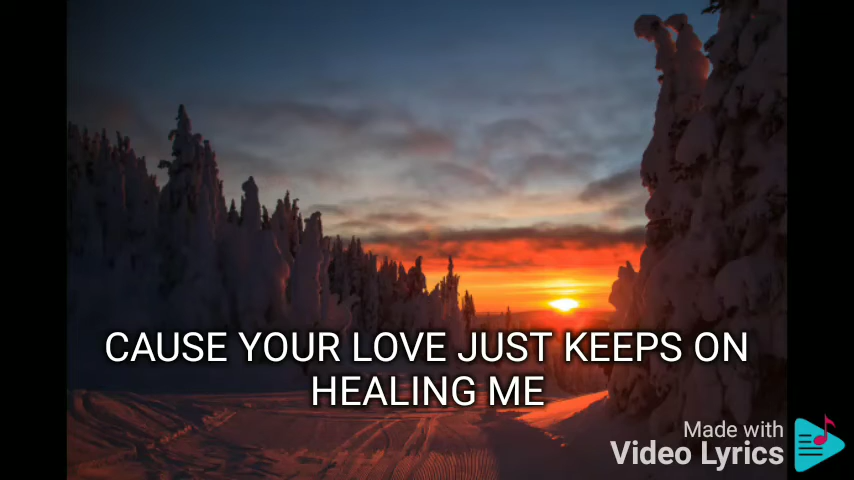 CAUSE YOUR LOVE JUST KEEPS ON
HEALING ME
Made with
Video Lyrics